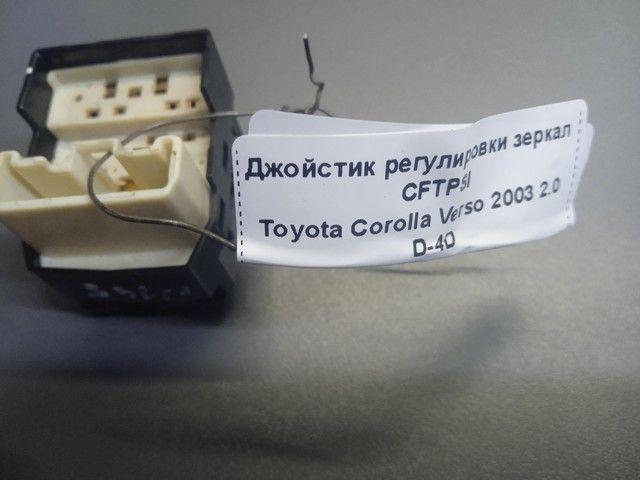 Джойстик регулировки зеркал
CFTP5I
Toyota Corolla Verso 2003 2.0
D-4D